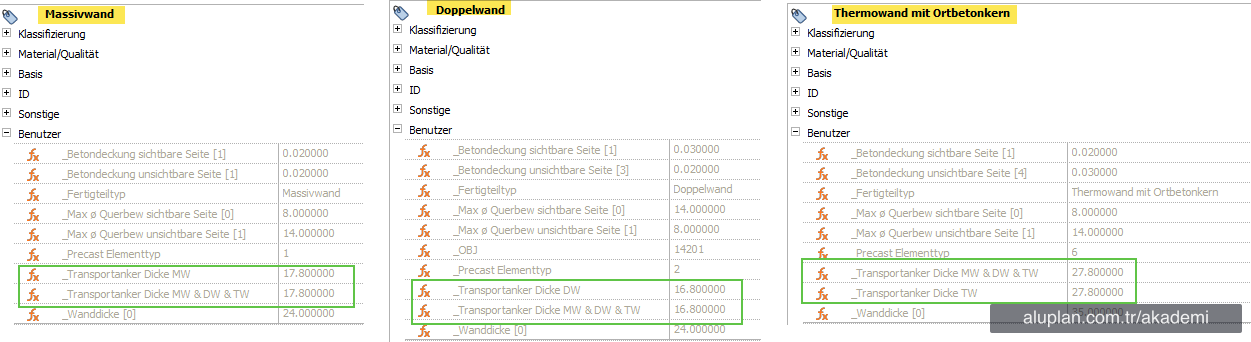 Massivwand
Klassifizierung
Material/Qualität
Basis
ID
Sonstige
Benutzer
_Betondeckung sichtbare Seite [1] 0.020000
_Betondeckung unsichtbare Seite [1] 0.020000
_Fertigteiltyp Massivwand
_Max ø Querbew sichtbare Seite [0] 8.000000
_Max ø Querbew unsichtbare Seite [1] 14.000000
_Precast Elementtyp 1
_Transportanker Dicke MW 17.800000
_Transportanker Dicke MW & DW & TW 17.800000
_Wanddicke [0] 24.000000
Doppelwand
Klassifizierung
Material/Qualität
Basis
ID
Sonstige
Benutzer
_Betondeckung sichtbare Seite [1] 0.030000
_Betondeckung unsichtbare Seite [3] 0.020000
_Fertigteiltyp Doppelwand
_Max ø Querbew sichtbare Seite [0] 14.000000
_Max ø Querbew unsichtbare Seite [1] 8.000000
_OBJ 14201
_Precast Elementtyp 2
_Transportanker Dicke DW 16.800000
_Transportanker Dicke MW & DW & TW 16.800000
_Wanddicke [0] 24.000000
Thermowand mit Ortbetonkern
Klassifizierung
Material/Qualität
Basis
ID
Sonstige
Benutzer
_Betondeckung sichtbare Seite [1] 0.020000
_Betondeckung unsichtbare Seite [4] 0.030000
_Fertigteiltyp Thermowand mit Ortbetonkern
_Max ø Querbew sichtbare Seite [0] 8.000000
_Max ø Querbew unsichtbare Seite [1] 14.000000
_Precast Elementtyp 6
_Transportanker Dicke MW & DW & TW 27.800000
_Transportanker Dicke TW 27.800000
_Wanddicke [0] 35.000000
aluplan.com.tr/akademi